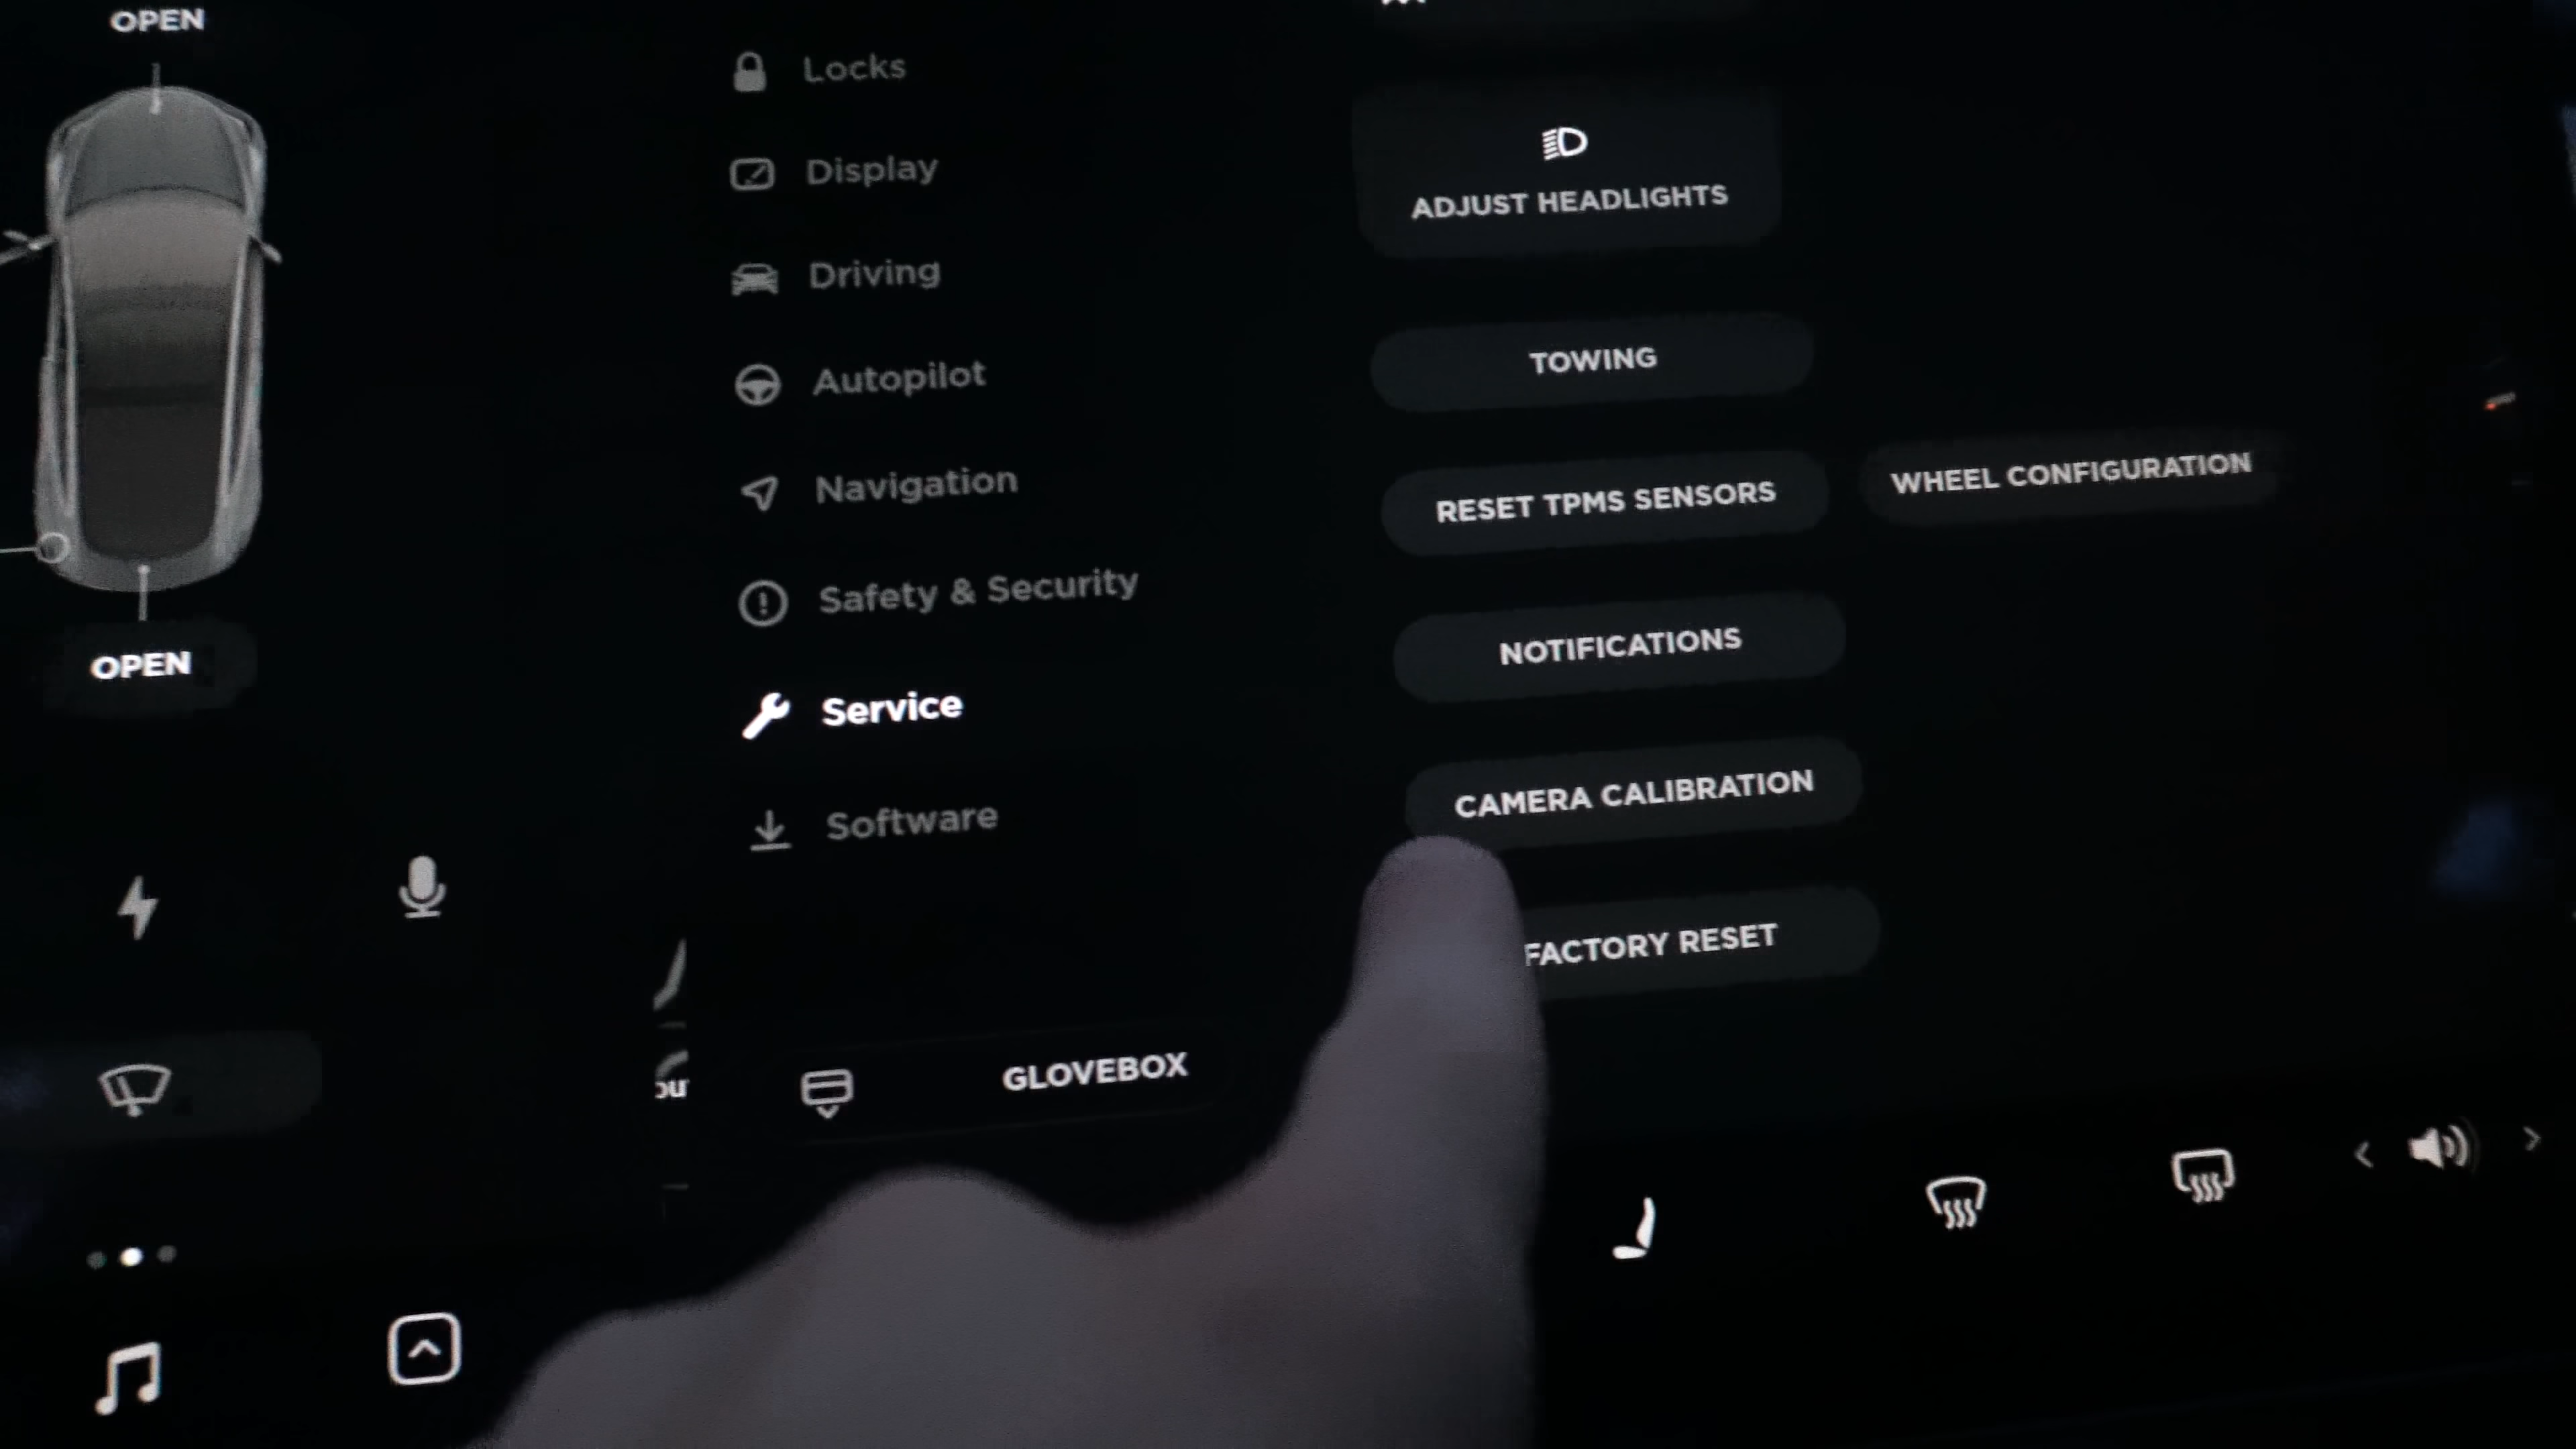 OPEN
OPEN
Locks
Display
Driving
Autopilot
Navigation
Safety & Security
Service
Software
GLOVEBOX
ADJUST HEADLIGHTS
TOWING
RESET TPMS SENSORS
WHEEL CONFIGURATION
NOTIFICATIONS
CAMERA CALIBRATION
FACTORY RESET